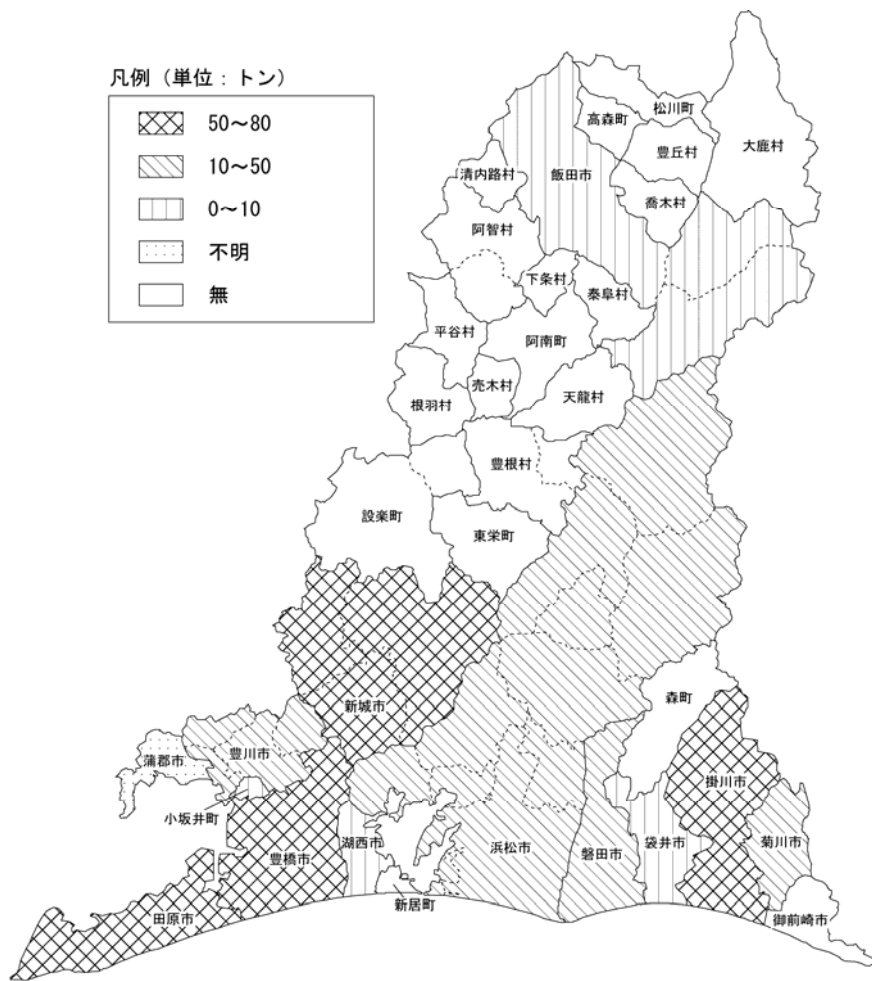 凡例（単位：トン）
50～80
10～50
0～10
不明
無
松川町
高森町
豊丘村
大鹿村
清内路村
飯田市
喬木村
阿智村
下条村
泰阜村
平谷村
阿南町
売木村
根羽村
天龍村
豊根村
設楽町
東栄町
新城市
森町
豊川市
蒲郡市
掛川市
小坂井町
湖西市
浜松市
磐田市
袋井市
菊川市
豊橋市
新居町
田原市
御前崎市